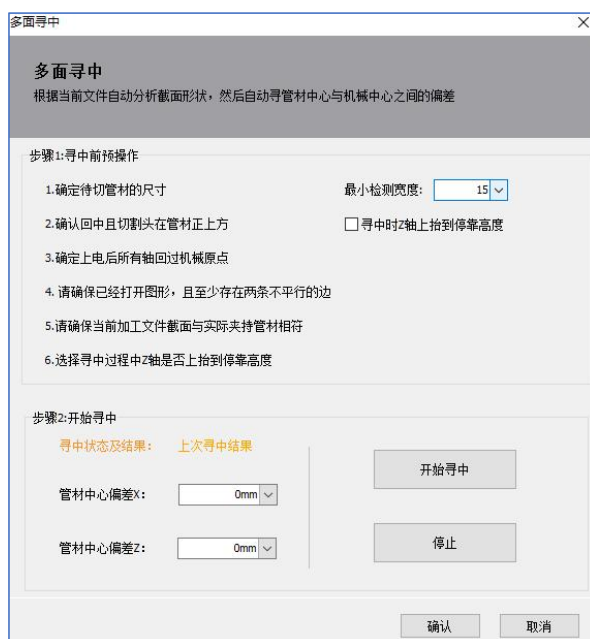 多面寻中
多面寻中
根据当前文件自动分析截面形状，然后自动寻管材中心与机械中心之间的偏差
步骤1:寻中前预操作
1.确定待切管材的尺寸
最小检测宽度: 15
2.确认回中且切割头在管材正上方
寻中时Z轴上抬到停靠高度
3.确定上电后所有轴回过机械原点
4. 请确保已经打开图形，且至少存在两条不平行的边
5.请确保当前加工文件截面与实际夹持管材相符
6.选择寻中过程中Z轴是否上抬到停靠高度
步骤2:开始寻中
寻中状态及结果: 上次寻中结果
开始寻中
管材中心偏差X: 0mm
管材中心偏差Z: 0mm
停止
确认 取消